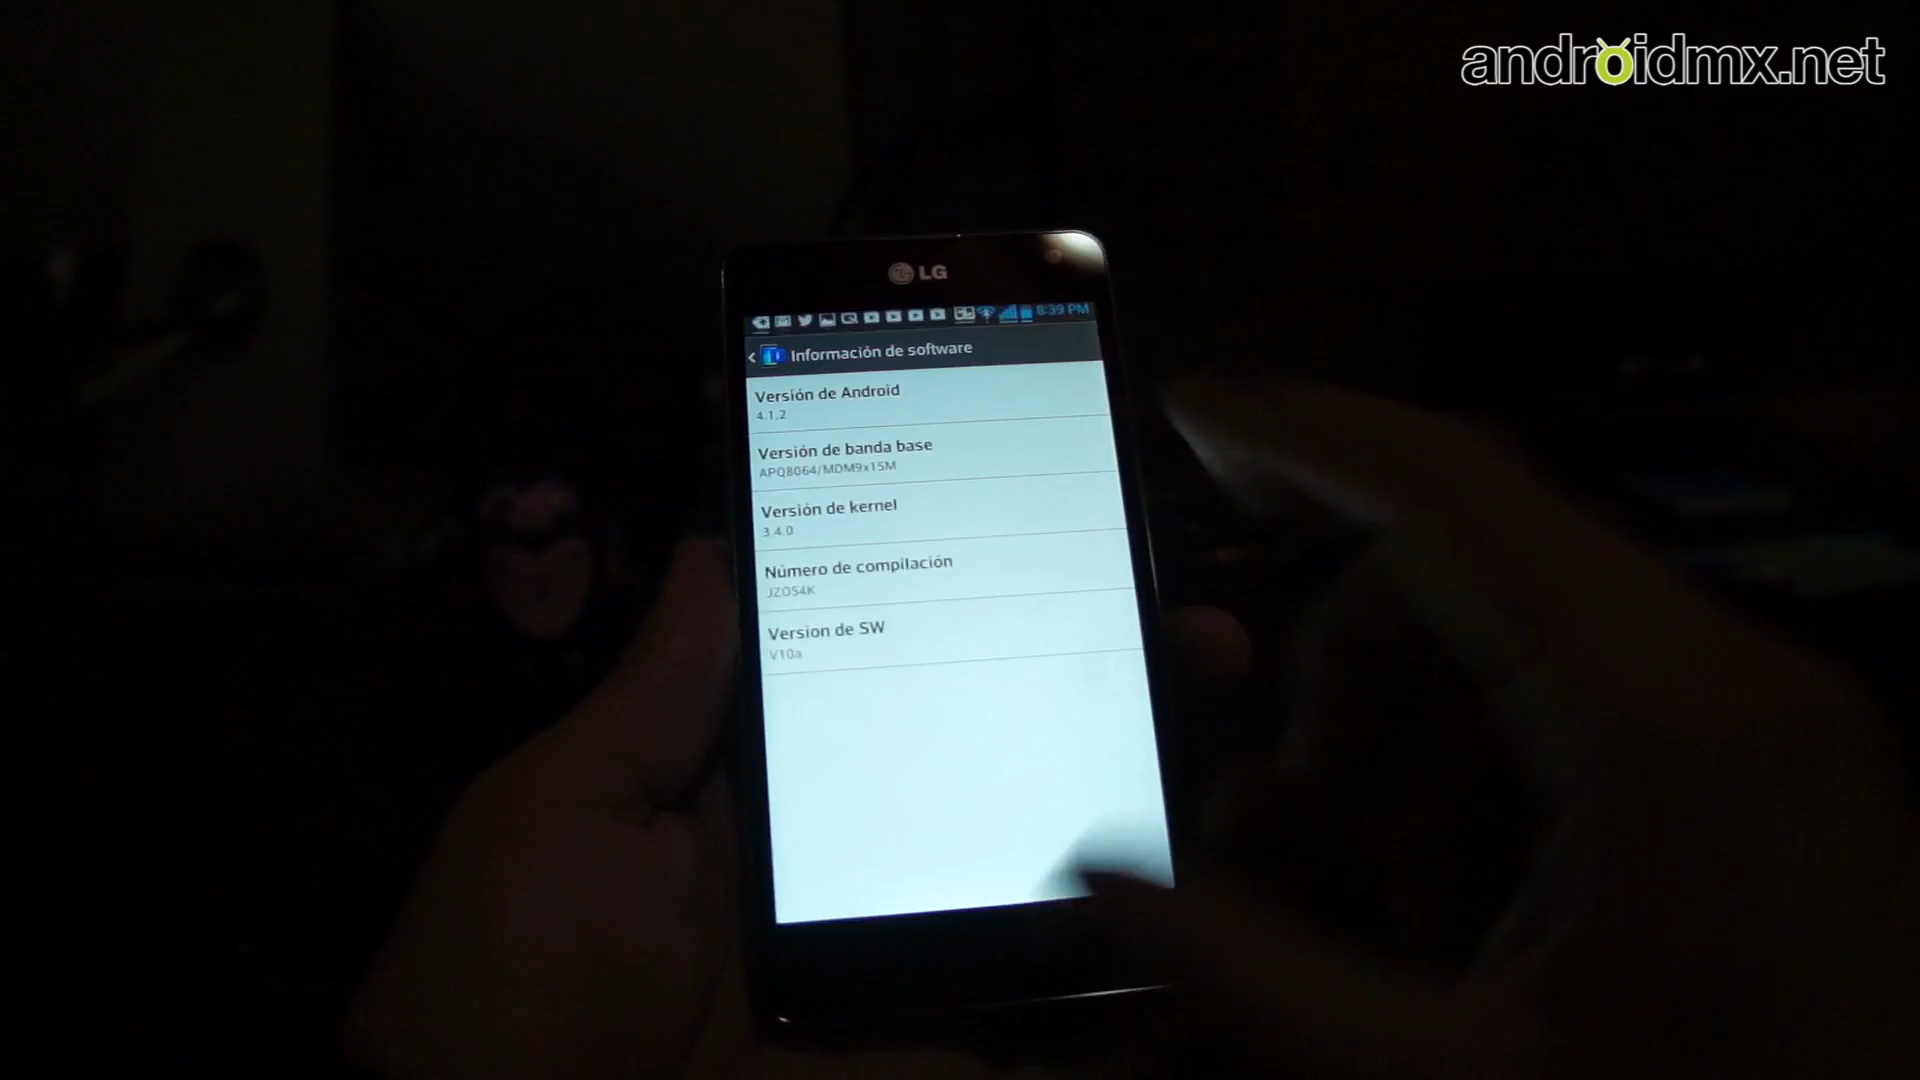 andróidmx.net
LG
8:39 PM
Información de software
Versión de Android
4.1.2
Versión de banda base
APQ8064/MDM9x15M
Versión de kernel
3.4.0
Número de compilación
JZO54K
Version de SW
V10a